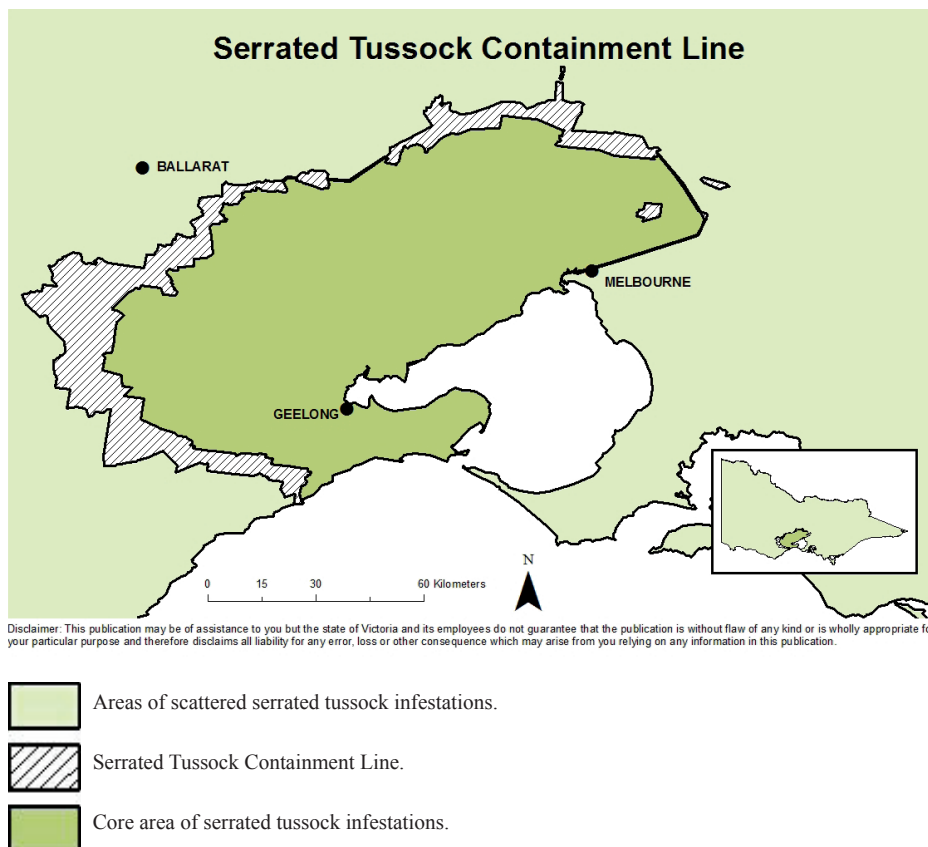 Serrated Tussock Containment Line
BALLARAT
MELBOURNE
GEELONG
N
0 15 30 60 Kilometers
Disclaimer: This publication may be of assistance to you but the state of Victoria and its employees do not guarantee that the publication is without flaw of any kind or is wholly appropriate fo
your particular purpose and therefore disclaims all liability for any error, loss or other consequence which may arise from you relying on any information in this publication.
Areas of scattered serrated tussock infestations.
Serrated Tussock Containment Line.
Core area of serrated tussock infestations.